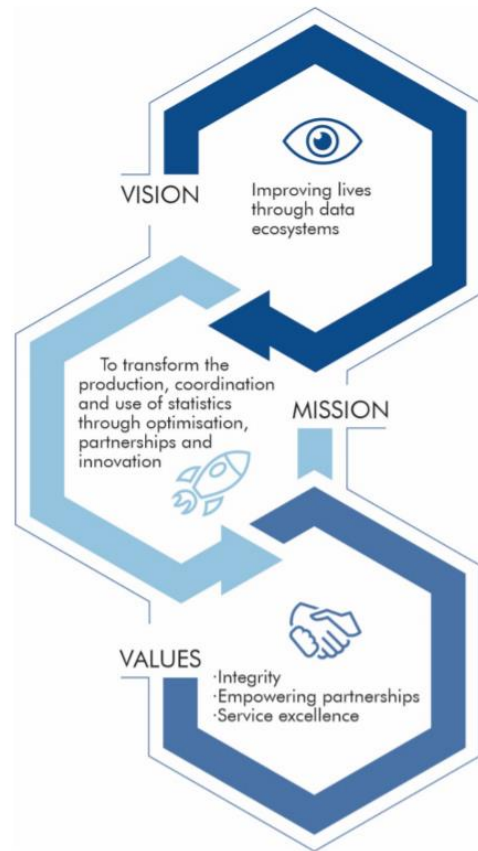 VISION
Improving lives
through data
ecosystems
To transform the
production, coordination
and use of statistics
through optimisation,
partnerships and
innovation
MISSION
VALUES
·Integrity
·Empowering partnerships
·Service excellence